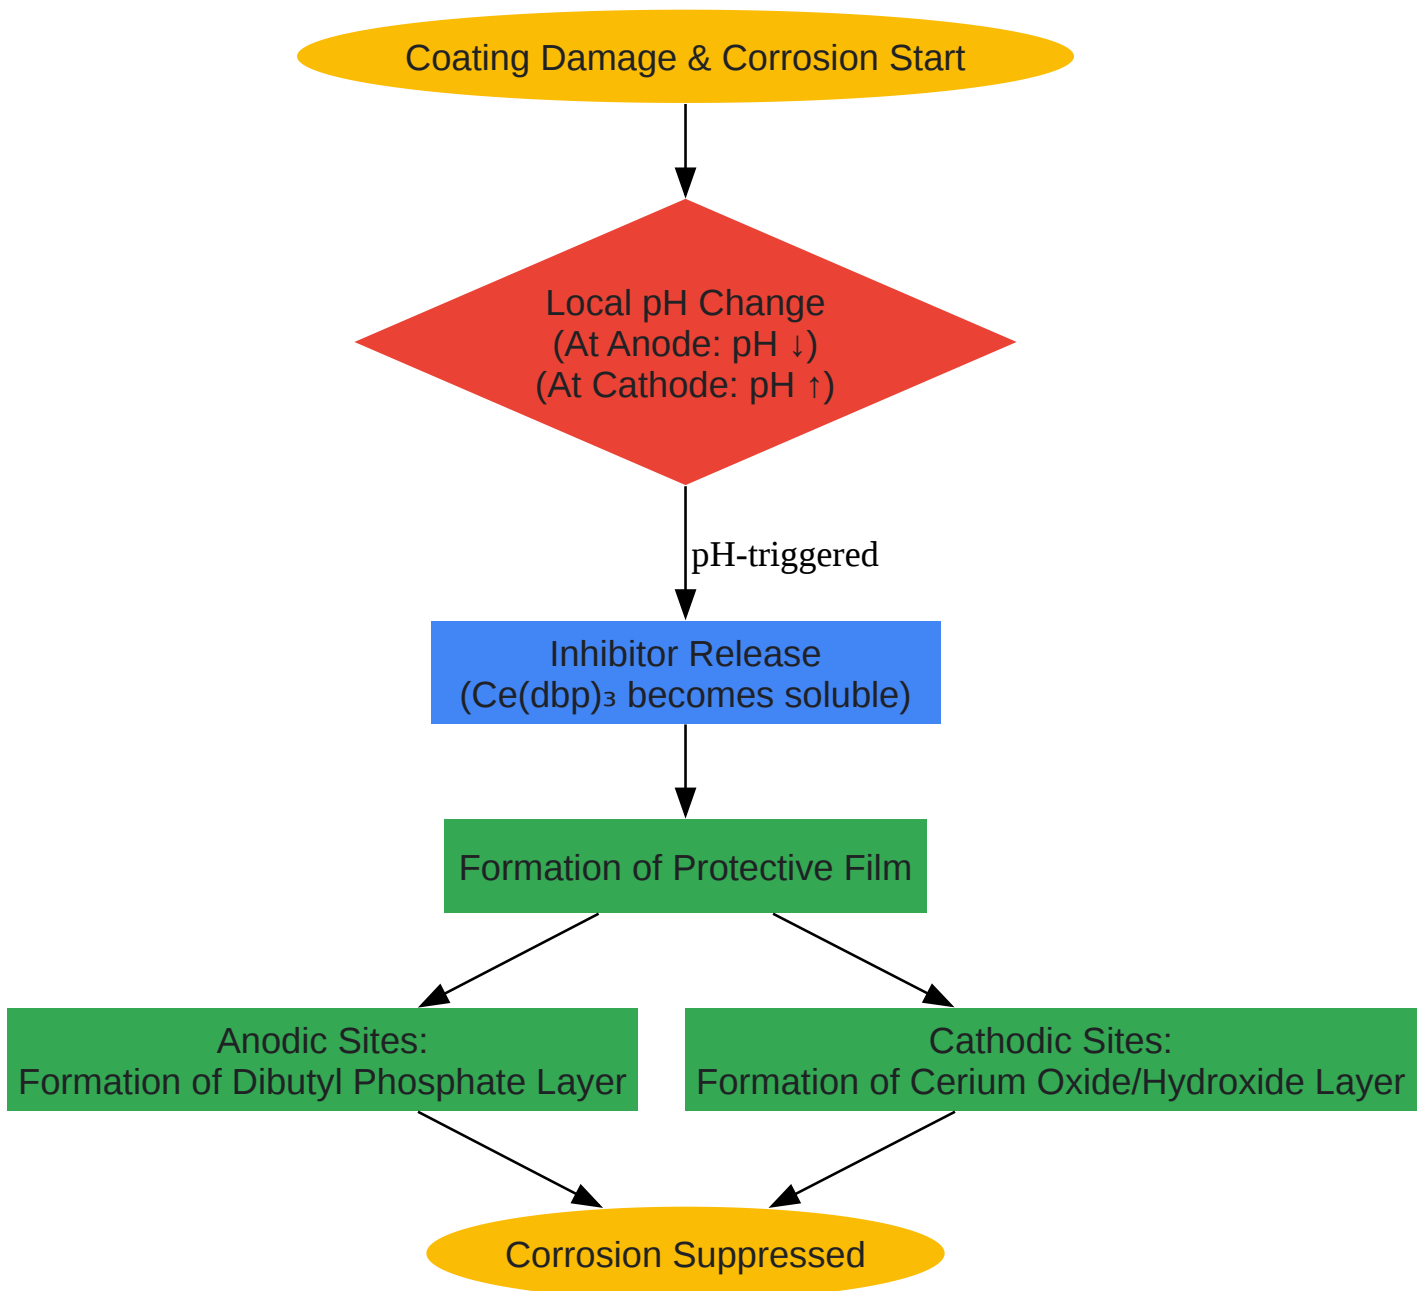 Coating Damage & Corrosion Start
Local pH Change
(At Anode: pH ↓)
(At Cathode: pH ↑)
pH-triggered
Inhibitor Release
(Ce(dbp)₃ becomes soluble)
Formation of Protective Film
Anodic Sites:
Formation of Dibutyl Phosphate Layer
Cathodic Sites:
Formation of Cerium Oxide/Hydroxide Layer
Corrosion Suppressed